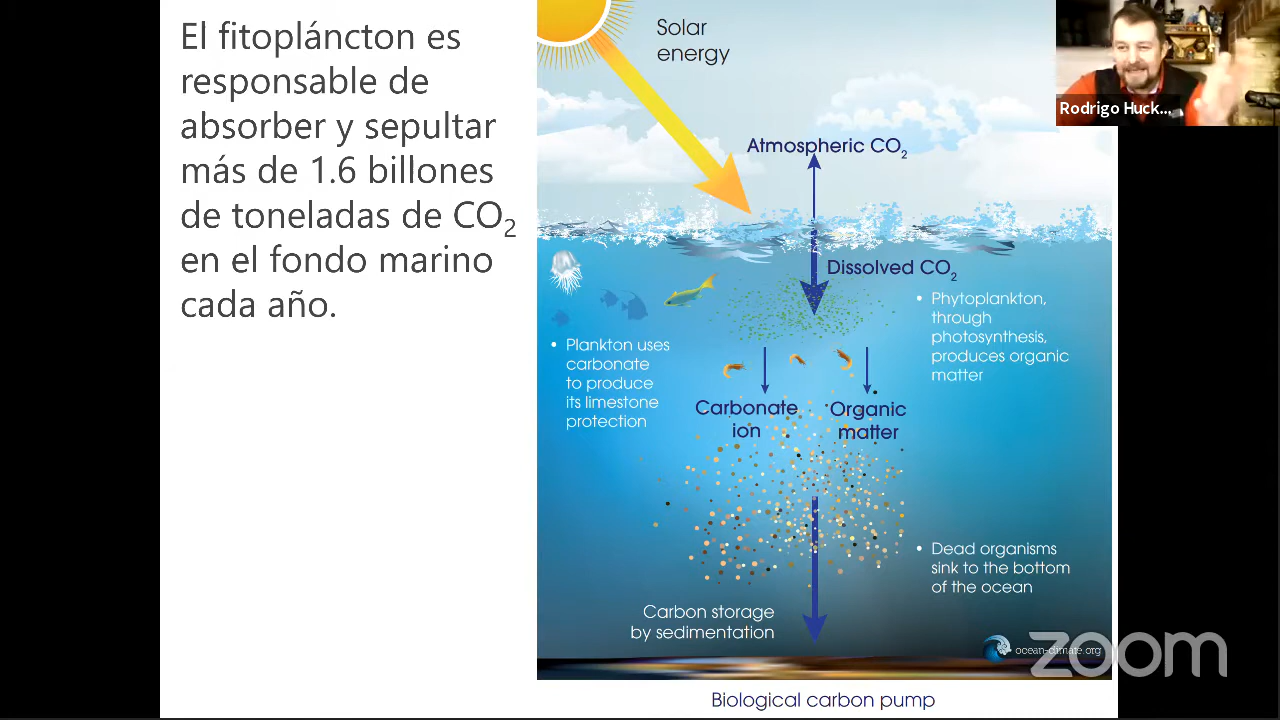 El fitopláncton es
responsable de
absorber y sepultar
más de 1.6 billones
de toneladas de CO₂
en el fondo marino
cada año.
Solar
energy
Rodrigo Huck...
Atmospheric CO₂
Dissolved CO₂
• Phytoplankton,
through
photosynthesis,
produces organic
matter
• Plankton uses
carbonate
to produce
its limestone
protection
Carbonate
ion
Organic
matter
• Dead organisms
sink to the bottom
of the ocean
Carbon storage
by sedimentation
ocean-climate.org
zoom
Biological carbon pump